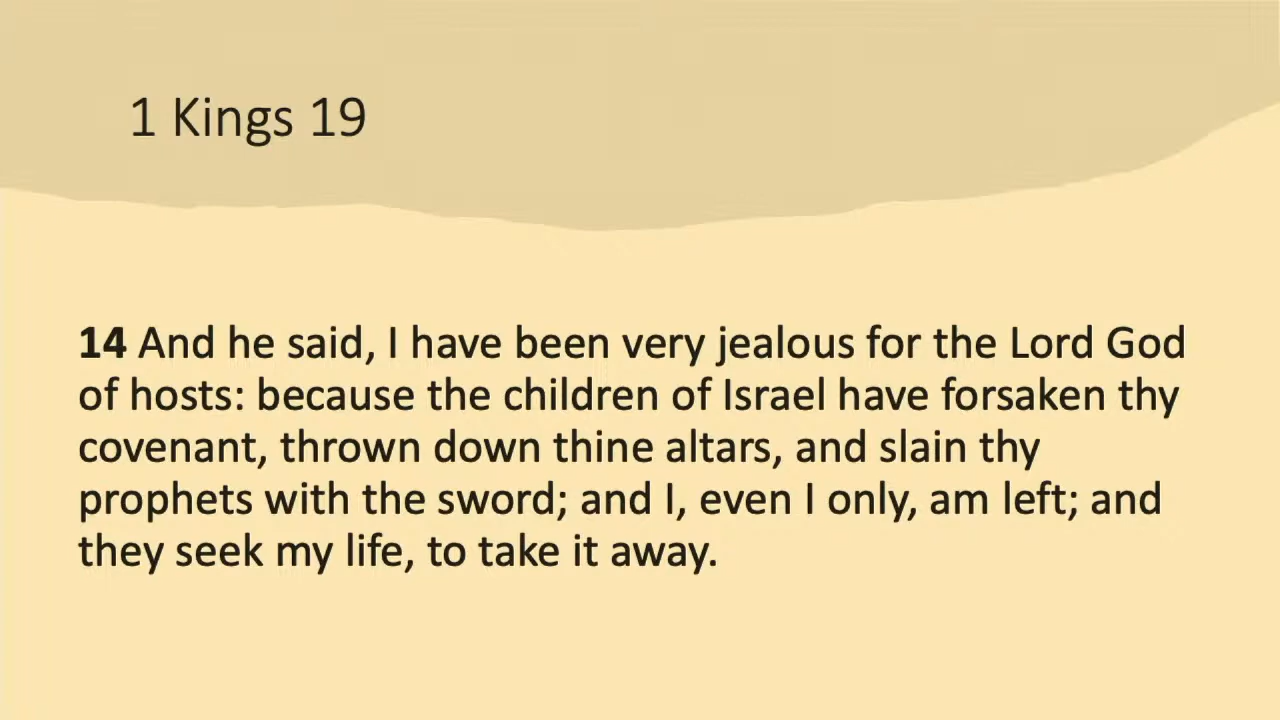 1 Kings 19
14 And he said, I have been very jealous for the Lord God
of hosts: because the children of Israel have forsaken thy
covenant, thrown down thine altars, and slain thy
prophets with the sword; and I, even I only, am left; and
they seek my life, to take it away.